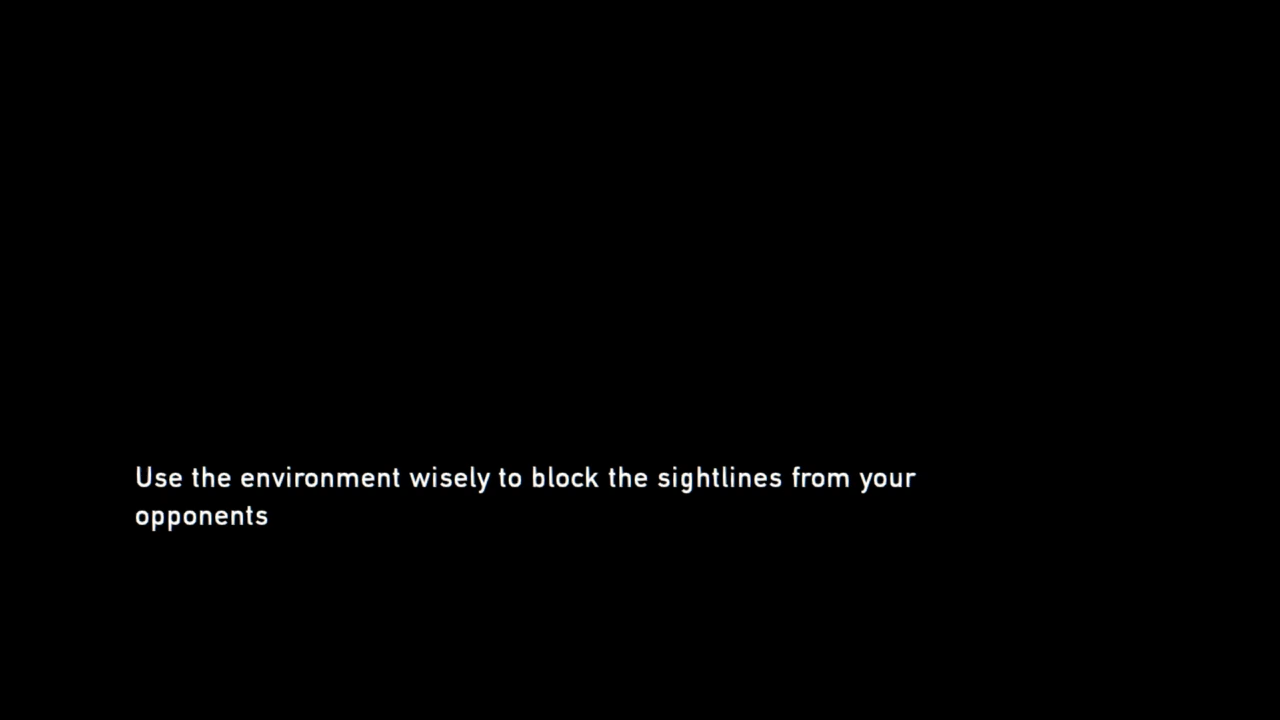 Use the environment wisely to block the sightlines from your
opponents